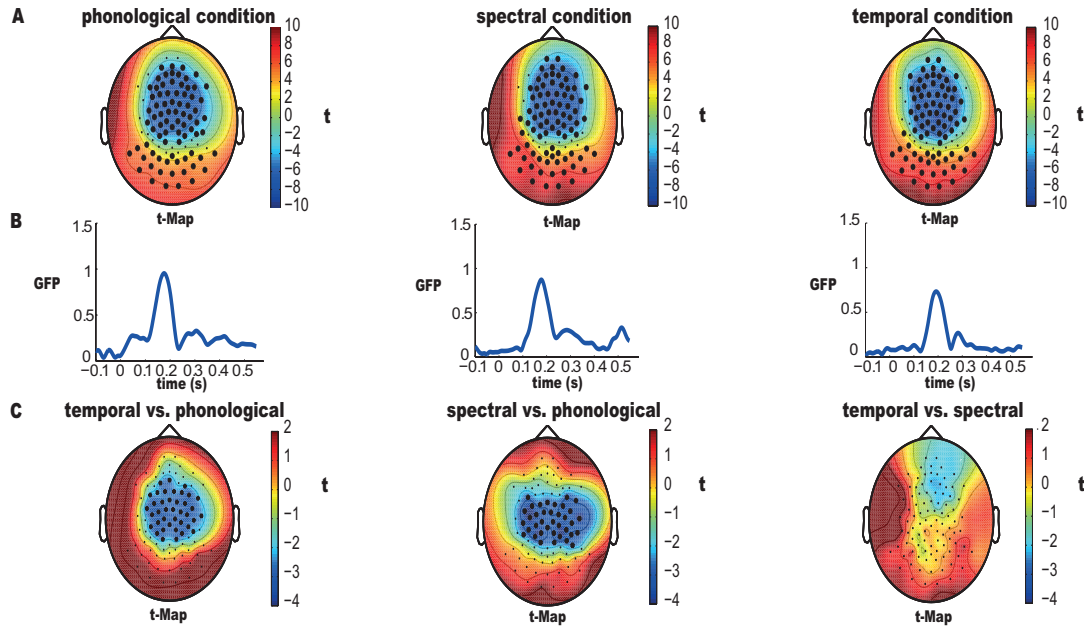 A
phonological condition
spectral condition
temporal condition
10
8
6
4
2
0
−2
−4
−6
−8
−10
t
10
8
6
4
2
0
−2
−4
−6
−8
−10
t
10
8
6
4
2
0
−2
−4
−6
−8
−10
t
t-Map
t-Map
t-Map
B
1.5
1
0.5
0
GFP
−0.1 0 0.1 0.2 0.3 0.4 0.5
time (s)
1.5
1
0.5
0
GFP
−0.1 0 0.1 0.2 0.3 0.4 0.5
time (s)
1.5
1
0.5
0
GFP
−0.1 0 0.1 0.2 0.3 0.4 0.5
time (s)
C
temporal vs. phonological
spectral vs. phonological
temporal vs. spectral
2
1
0
−1
−2
−3
−4
t
2
1
0
−1
−2
−3
−4
t
2
1
0
−1
−2
−3
−4
t
t-Map
t-Map
t-Map